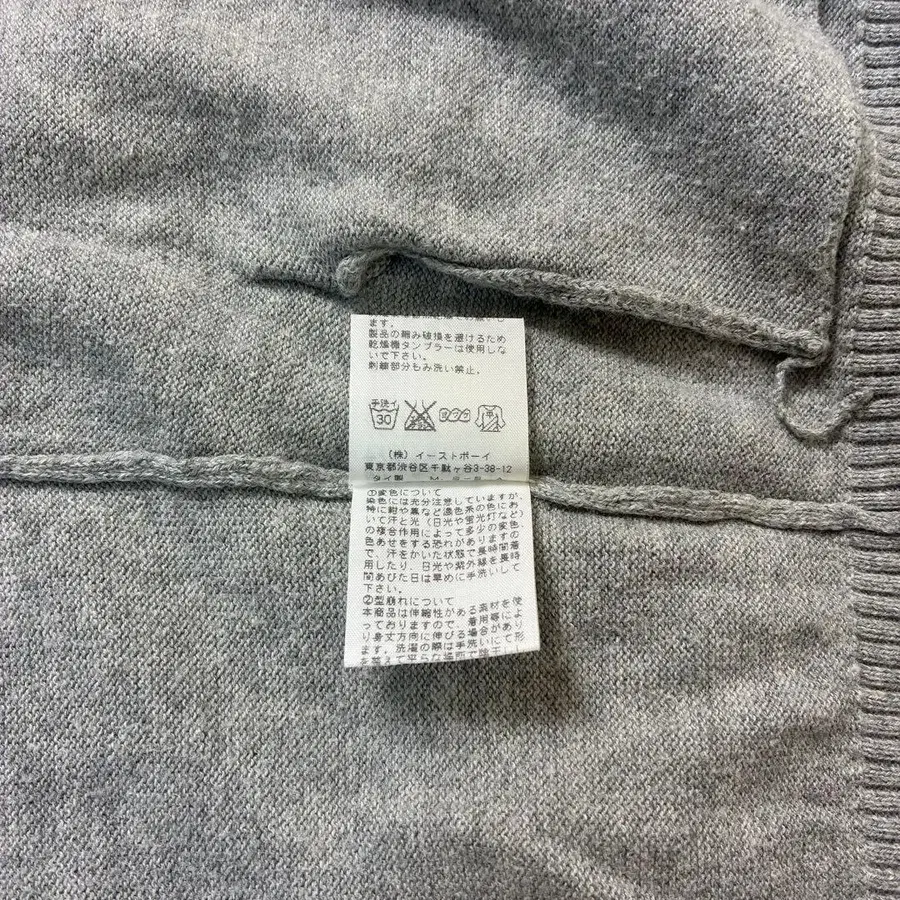 ます。
製品の縮み破損を避けるため
乾燥機タンブラーは使用しな
いで下さい。
刺繍部分もみ洗い禁止。
手洗イ
30
(株) イーストボーイ
東京都渋谷区千駄ヶ谷3-38-12
タイ製
①変色について
染色には充分注意していますが、
特に紺や黒など濃色系の色にお
いて汗と光(日光や蛍光灯など)
の複合作用によって多少の変色、
色あせをする恐れがありますの
で、汗をかいた状態で長時間着
用したり、日光や紫外線を長時
間あびた日は早めに手洗いして
下さい。
②型崩れについて
本商品は伸縮性がある素材を使
っておりますので、着用等によ
り身丈方向に伸びる場合があり
ます。洗濯の際は手洗いにて形
を整えて平らな場所で陰干し